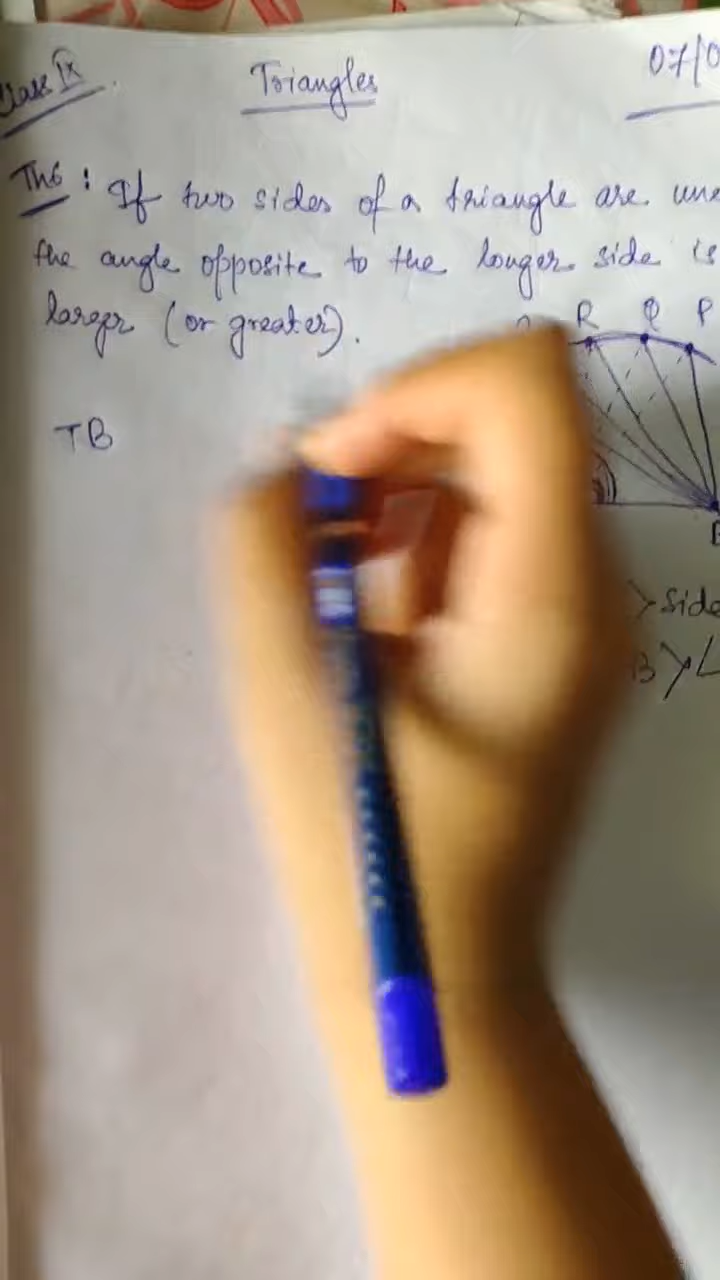 Class IX
Triangles
07/0
Th6 : If two sides of a triangle are une
the angle opposite to the longer side is
larger (or greater).
R Q P
TB
> Side
B > L